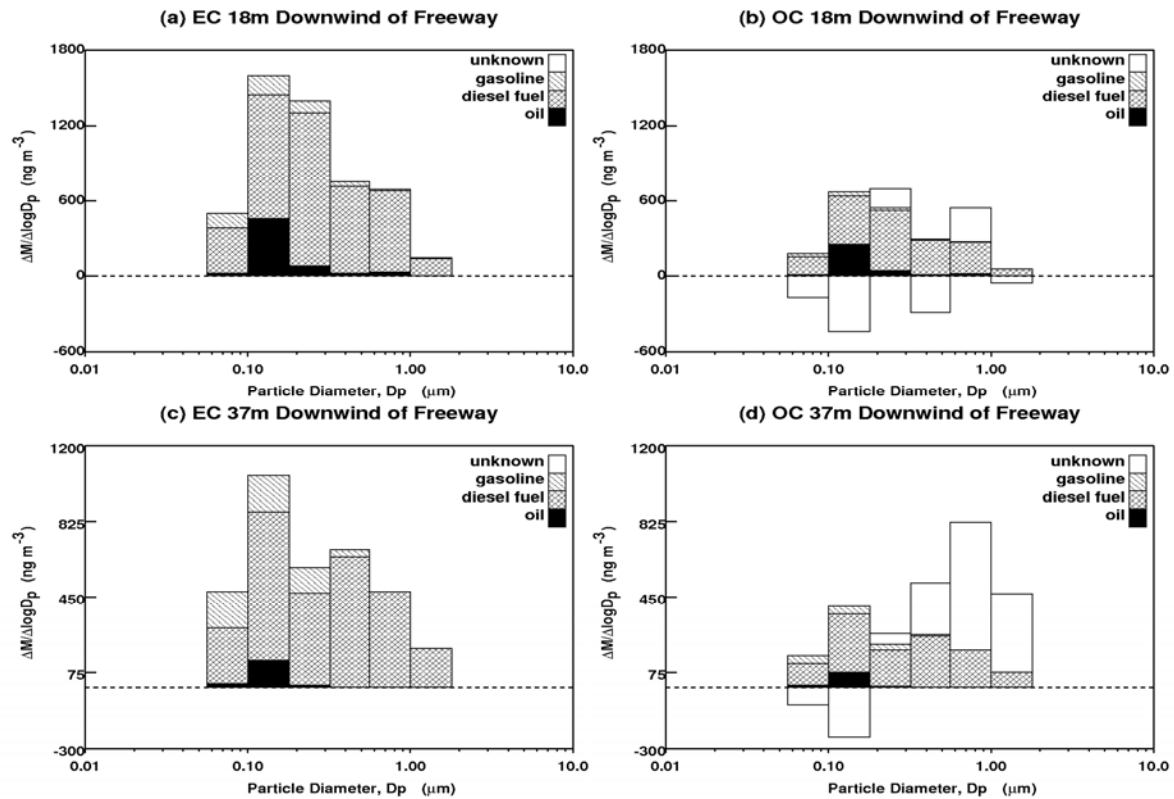 (a) EC 18m Downwind of Freeway
1800
1200
600
0
-600
ΔM/ΔlogDp (ng m-3)
unknown
gasoline
diesel fuel
oil
0.01
0.10
1.00
10.0
Particle Diameter, Dp (μm)
(b) OC 18m Downwind of Freeway
1800
1200
600
0
-600
ΔM/ΔlogDp (ng m-3)
unknown
gasoline
diesel fuel
oil
0.01
0.10
1.00
10.0
Particle Diameter, Dp (μm)
(c) EC 37m Downwind of Freeway
1200
825
450
75
-300
ΔM/ΔlogDp (ng m-3)
unknown
gasoline
diesel fuel
oil
0.01
0.10
1.00
10.0
Particle Diameter, Dp (μm)
(d) OC 37m Downwind of Freeway
1200
825
450
75
-300
ΔM/ΔlogDp (ng m-3)
unknown
gasoline
diesel fuel
oil
0.01
0.10
1.00
10.0
Particle Diameter, Dp (μm)